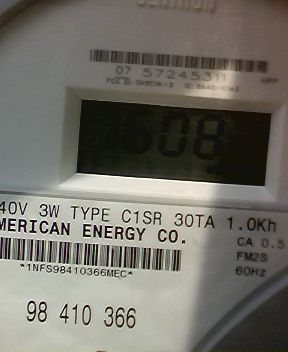 07 57245311
608
40V 3W TYPE C1SR 30TA 1.0Kh
MERICAN ENERGY CO.
CA 0.5
FM2S
60Hz
*1NFS98410366MEC*
98 410 366